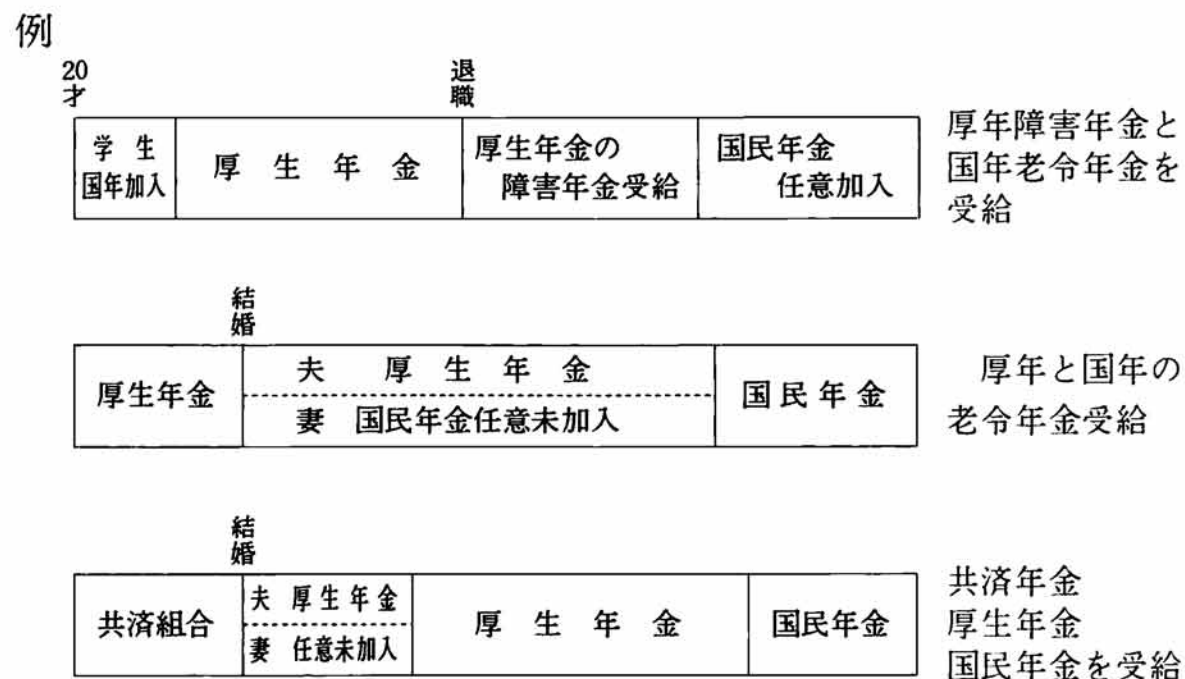 例
20才
退職
学生
国年加入
厚生年金
厚生年金の
障害年金受給
国民年金
任意加入
厚年障害年金と
国年老令年金を
受給
結婚
厚生年金
夫 厚生年金
妻 国民年金任意未加入
国民年金
厚年と国年の
老令年金受給
結婚
共済組合
夫 厚生年金
妻 任意未加入
厚生年金
国民年金
共済年金
厚生年金
国民年金を受給